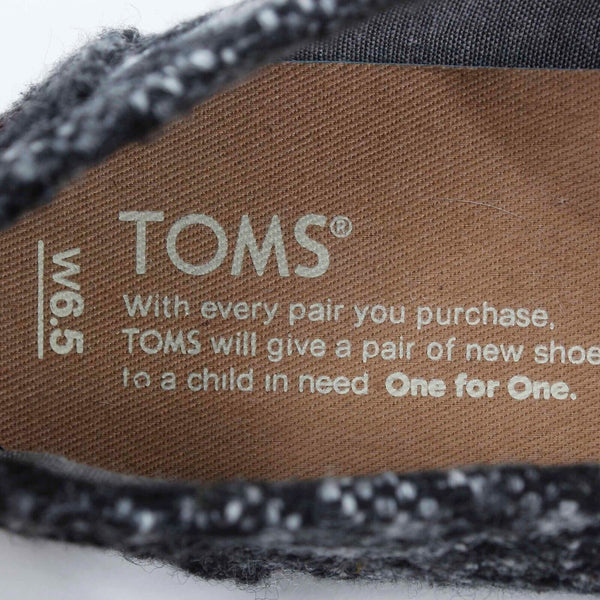 TOMS®
With every pair you purchase,
TOMS will give a pair of new shoe
to a child in need One for One.
W6.5